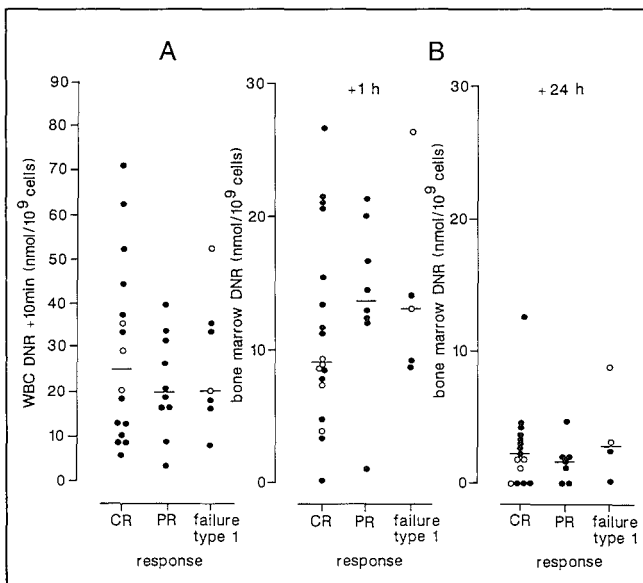 A
B
90
80
70
60
50
40
30
20
10
0
WBC DNR +10min (nmol/10⁹ cells)
CR PR failure type 1
response
+1 h
30
20
10
0
bone marrow DNR (nmol/10⁹ cells)
CR PR failure type 1
response
+ 24 h
30
20
10
0
bone marrow DNR (nmol/10⁹ cells)
CR PR failure type 1
response